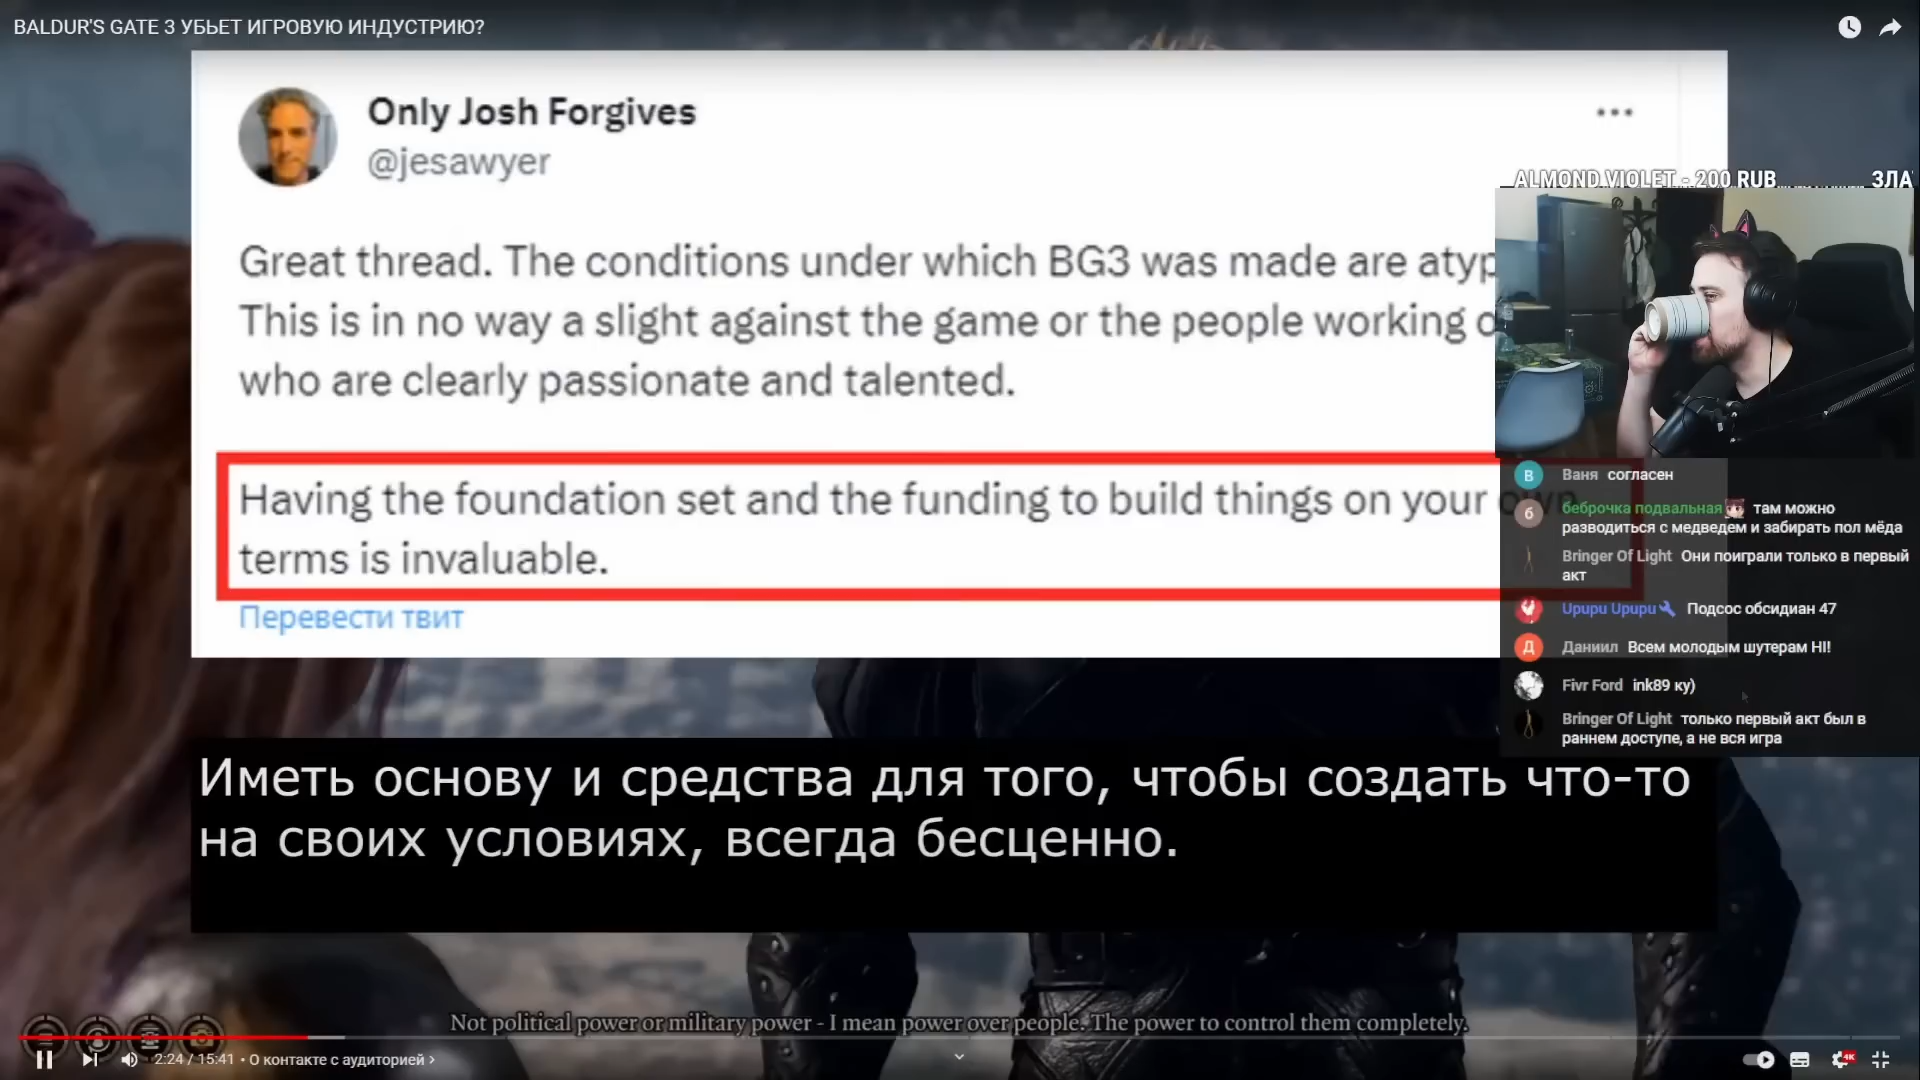 BALDUR'S GATE 3 УБЬЕТ ИГРОВУЮ ИНДУСТРИЮ?
Only Josh Forgives
@jesawyer
Great thread. The conditions under which BG3 was made are
This is in no way a slight against the game or the people working
who are clearly passionate and talented.
Having the foundation set and the funding to build things on your own
terms is invaluable.
Перевести твит
ALMOND VIOLET - 200 RUB
Ваня согласен
беброчка подвальная там можно
разводиться с медведем и забирать пол мёда
Bringer Of Light Они поиграли только в первый
акт
Upupu Upupu Подсос обсидиан 47
Даниил Всем молодым шутерам HI!
Fivr Ford ink89 ку)
Bringer Of Light только первый акт был в
раннем доступе, а не вся игра
Иметь основу и средства для того, чтобы создать что-то
на своих условиях, всегда бесценно.
Not political power or military power - I mean power over people. The power to control them completely.
2:24 / 15:41 • О контакте с аудиторией ›
4K